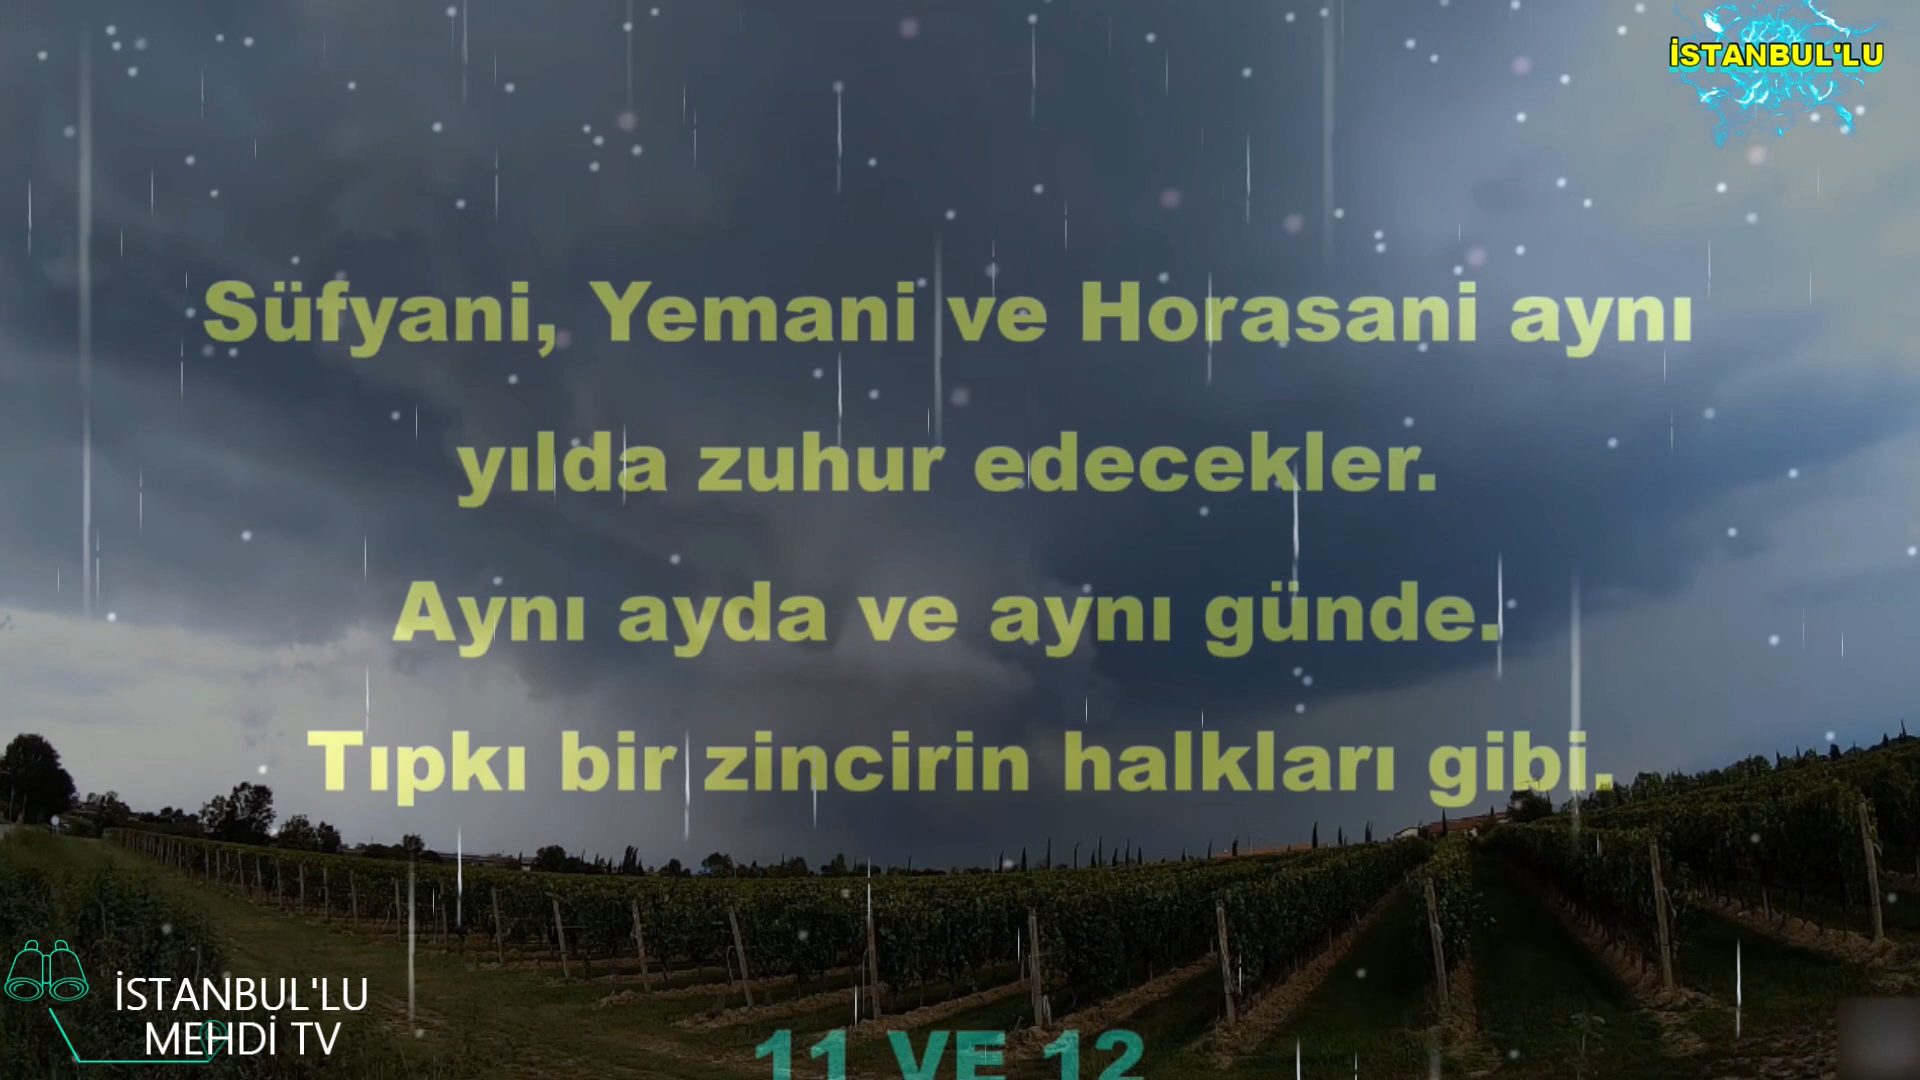 İSTANBUL'LU
Süfyani, Yemani ve Horasani aynı
yılda zuhur edecekler.
Aynı ayda ve aynı günde.
Tıpkı bir zincirin halkları gibi.
İSTANBUL'LU
MEHDİ TV
11 VE 12